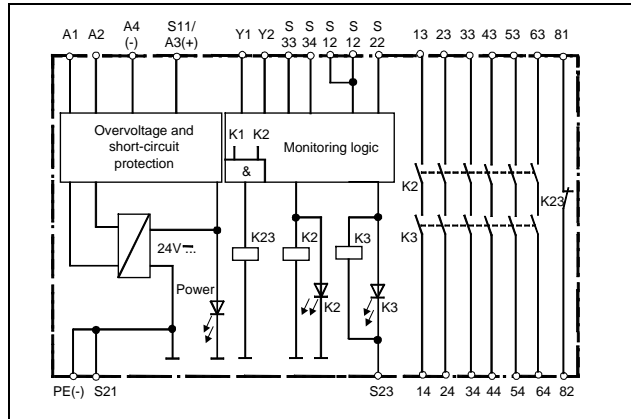 A1 A2 A4 (-) S11/ A3(+) Y1 Y2 S 33 S 34 S 12 S 12 S 22 13 23 33 43 53 63 81
Overvoltage and
short-circuit
protection
K1 K2
&
Monitoring logic
K2
K23
K3
K23 K2 K3
24V
Power
K2 K3
PE(-) S21 S23 14 24 34 44 54 64 82